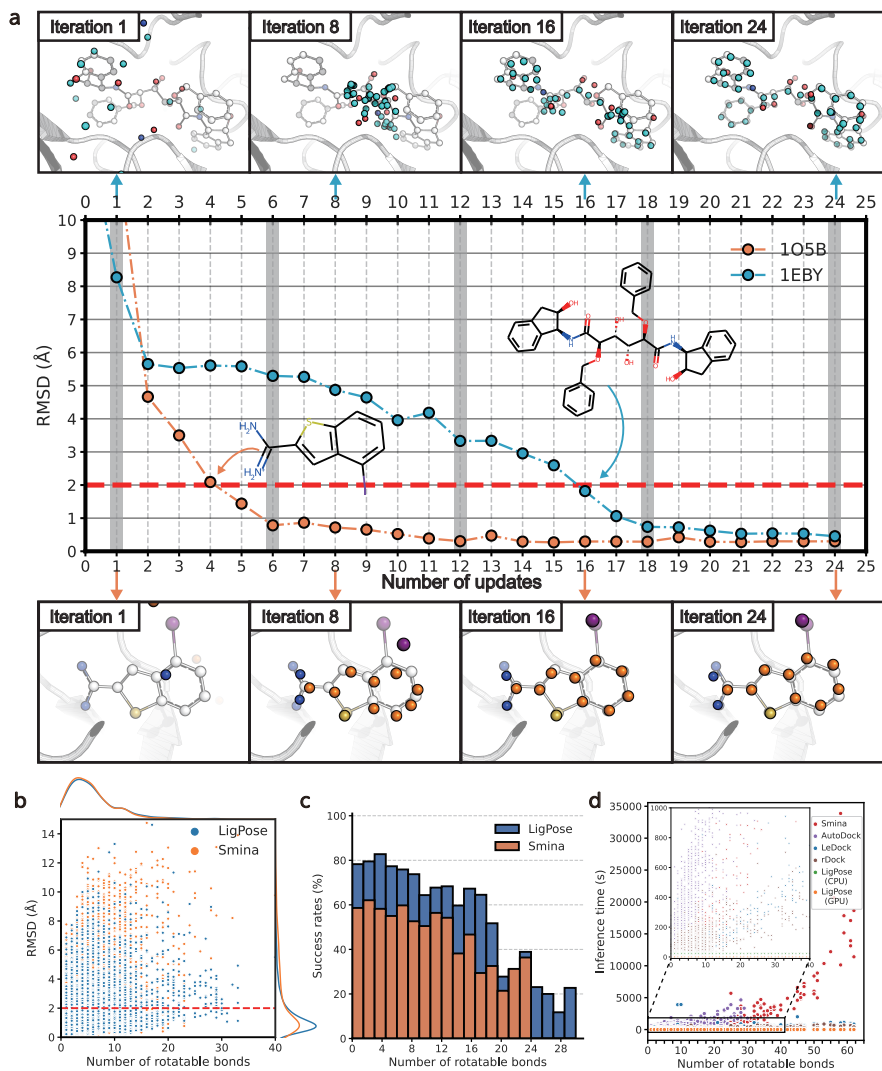 a
Iteration 1
Iteration 8
Iteration 16
Iteration 24
0 1 2 3 4 5 6 7 8 9 10 11 12 13 14 15 16 17 18 19 20 21 22 23 24 25
10
9
8
7
6
5
4
3
2
1
0
RMSD (Å)
1O5B
1EBY
OH
O
N
H
O
OH
OH
O
O
N
H
HO
H₂N
H₂N
S
I
0 1 2 3 4 5 6 7 8 9 10 11 12 13 14 15 16 17 18 19 20 21 22 23 24 25
Number of updates
Iteration 1
Iteration 8
Iteration 16
Iteration 24
b
LigPose
Smina
14
12
10
8
6
4
2
0
RMSD (Å)
0 10 20 30 40
Number of rotatable bonds
c
LigPose
Smina
100
80
60
40
20
0
Success rates (%)
0 4 8 12 16 20 24 28
Number of rotatable bonds
d
35000
30000
25000
20000
15000
10000
5000
0
Inference time (s)
1000
800
600
400
200
0
0 5 10 15 20 30 40
Smina
AutoDock
LeDock
rDock
LigPose
(CPU)
LigPose
(GPU)
0 10 20 30 40 50 60
Number of rotatable bonds